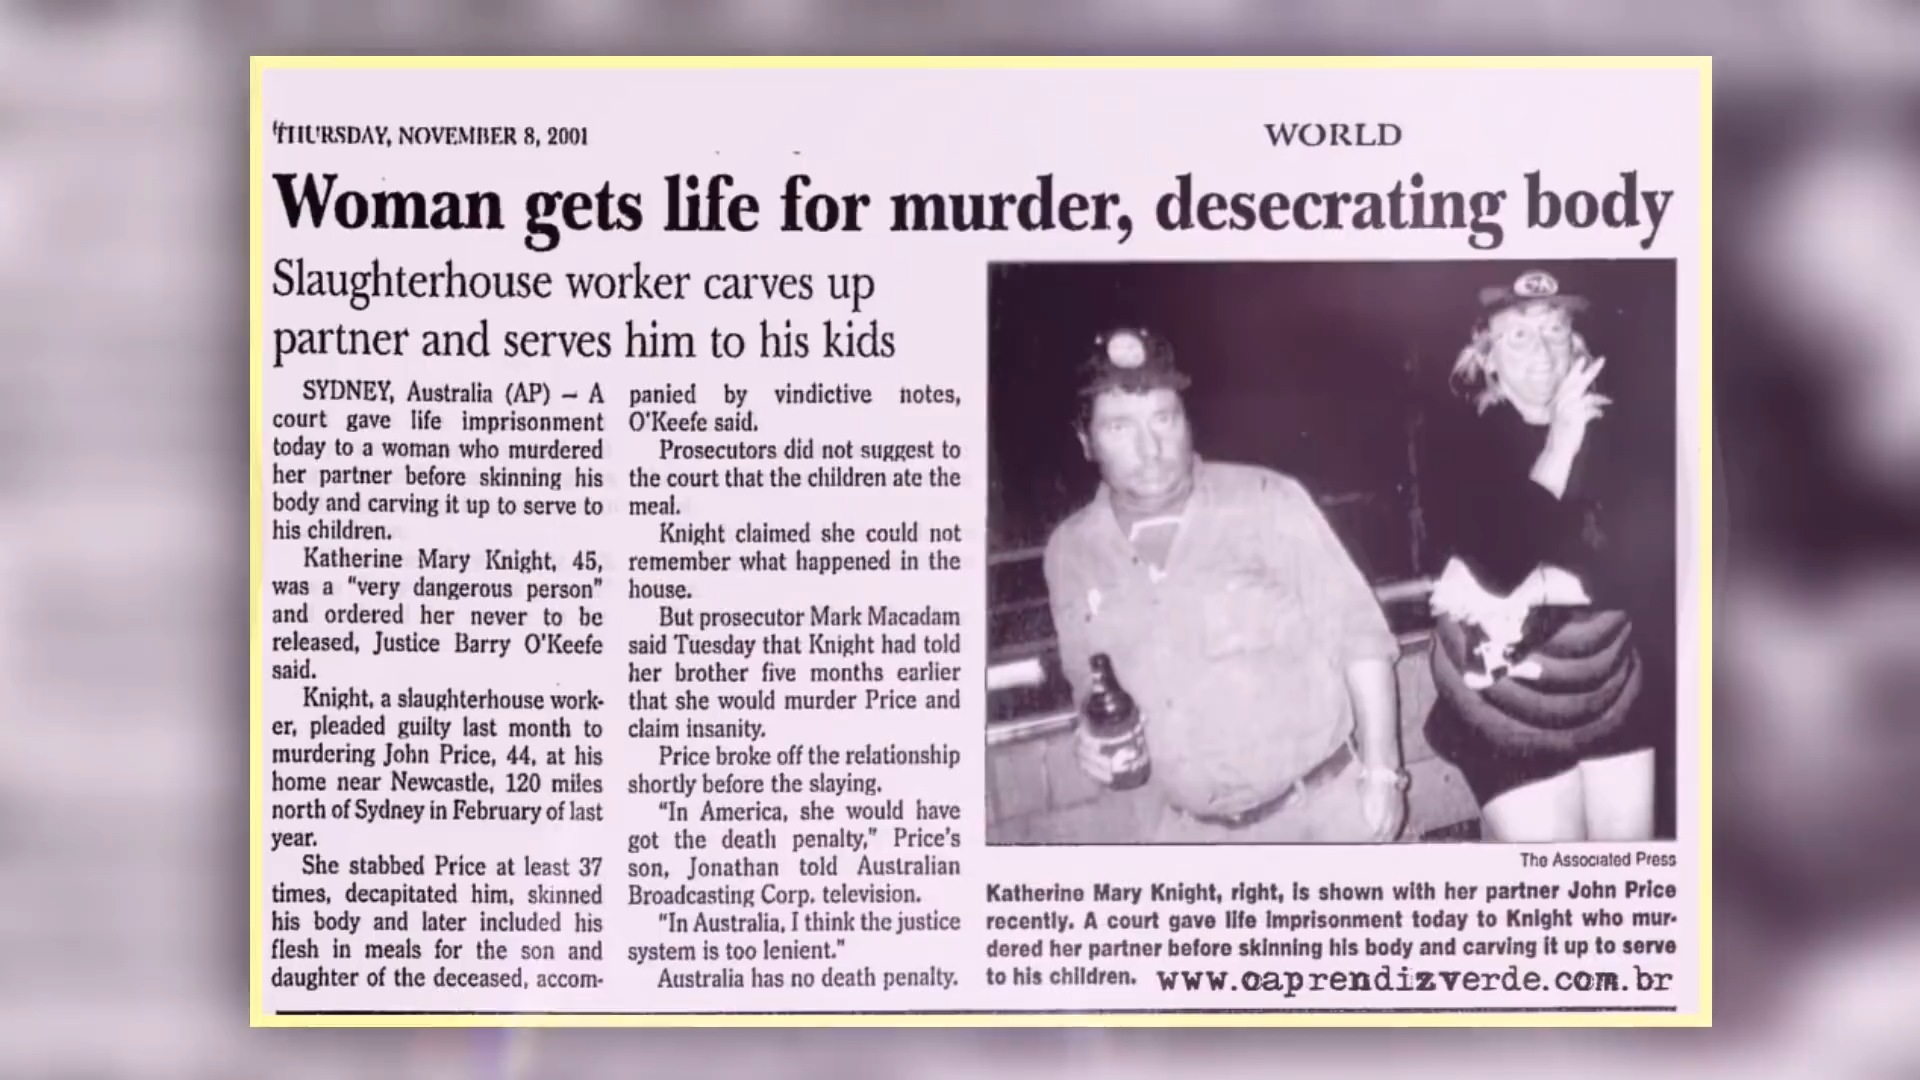 THURSDAY, NOVEMBER 8, 2001
WORLD
Woman gets life for murder, desecrating body
Slaughterhouse worker carves up
partner and serves him to his kids
SYDNEY, Australia (AP) – A
court gave life imprisonment
today to a woman who murdered
her partner before skinning his
body and carving it up to serve to
his children.
Katherine Mary Knight, 45,
was a "very dangerous person"
and ordered her never to be
released, Justice Barry O'Keefe
said.
Knight, a slaughterhouse work-
er, pleaded guilty last month to
murdering John Price, 44, at his
home near Newcastle, 120 miles
north of Sydney in February of last
year.
She stabbed Price at least 37
times, decapitated him, skinned
his body and later included his
flesh in meals for the son and
daughter of the deceased, accom-
panied by vindictive notes,
O'Keefe said.
Prosecutors did not suggest to
the court that the children ate the
meal.
Knight claimed she could not
remember what happened in the
house.
But prosecutor Mark Macadam
said Tuesday that Knight had told
her brother five months earlier
that she would murder Price and
claim insanity.
Price broke off the relationship
shortly before the slaying.
"In America, she would have
got the death penalty," Price's
son, Jonathan told Australian
Broadcasting Corp. television.
"In Australia, I think the justice
system is too lenient."
Australia has no death penalty.
The Associated Press
Katherine Mary Knight, right, is shown with her partner John Price
recently. A court gave life imprisonment today to Knight who mur-
dered her partner before skinning his body and carving it up to serve
to his children. www.oaprendizverde.com.br